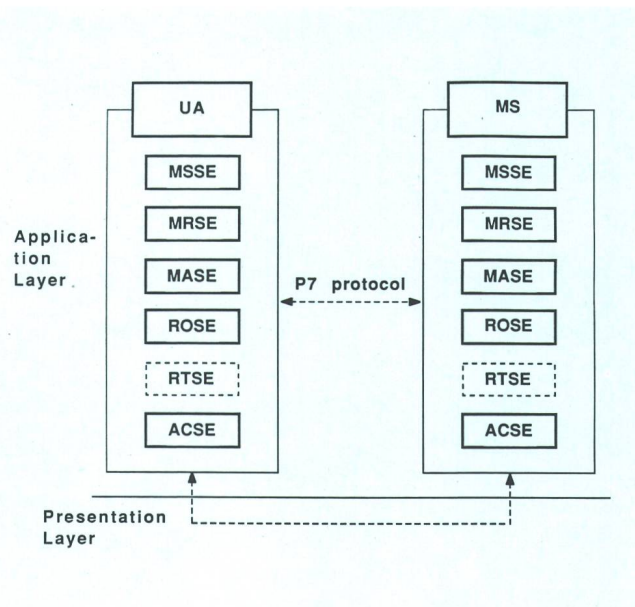 UA
MS
MSSE
MSSE
MRSE
MRSE
Applica-
tion
Layer
MASE
P7 protocol
MASE
ROSE
ROSE
RTSE
RTSE
ACSE
ACSE
Presentation
Layer